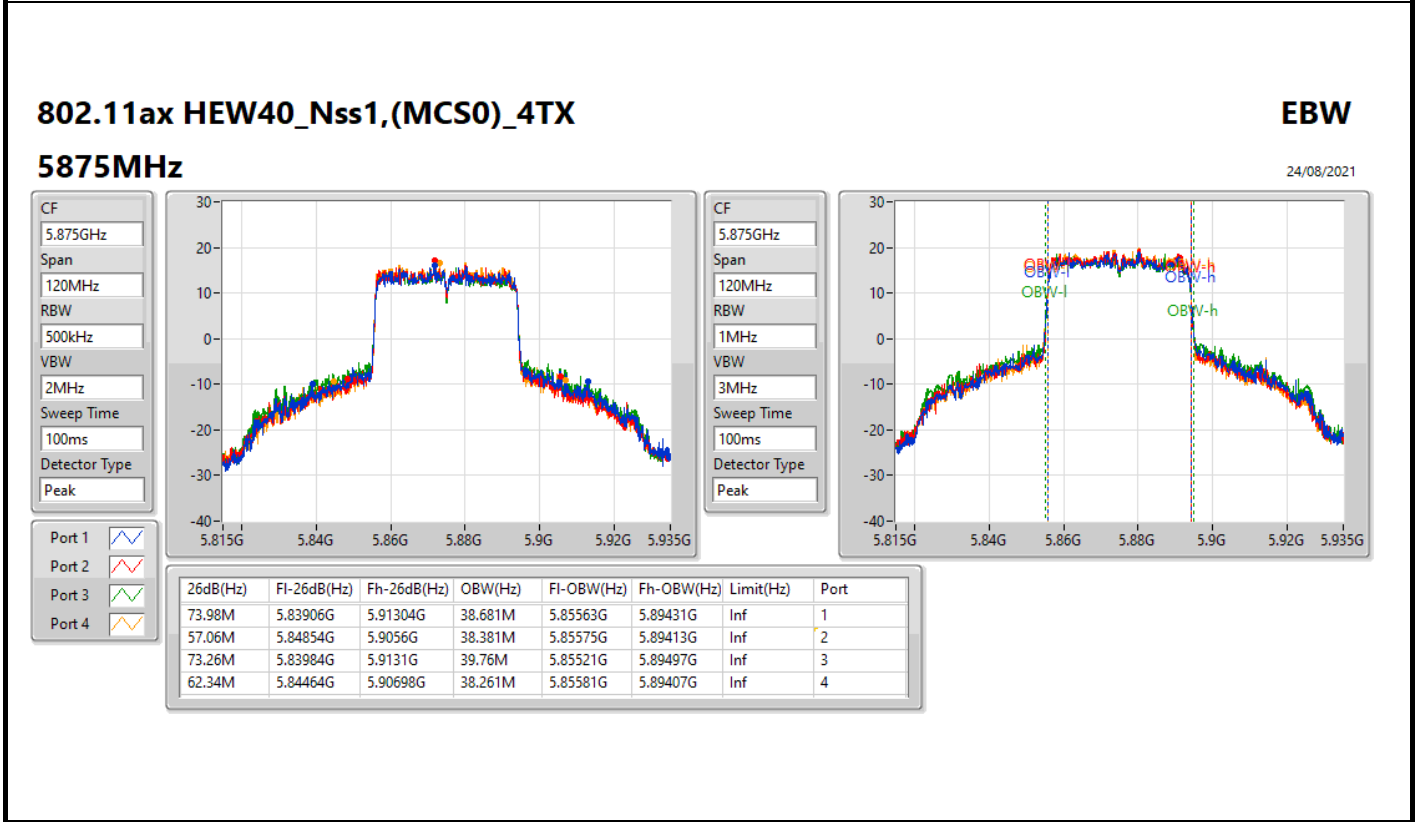 802.11ax HEW40_Nss1,(MCS0)_4TX
EBW
5875MHz
24/08/2021
CF
5.875GHz
Span
120MHz
RBW
500kHz
VBW
2MHz
Sweep Time
100ms
Detector Type
Peak
30
20
10
0
-10
-20
-30
-40
5.815G 5.84G 5.86G 5.88G 5.9G 5.92G 5.935G
CF
5.875GHz
Span
120MHz
RBW
1MHz
VBW
3MHz
Sweep Time
100ms
Detector Type
Peak
30
20
10
0
-10
-20
-30
-40
OBW-l
OBW-l
OBW-h
OBW-h
OBW-h
5.815G 5.84G 5.86G 5.88G 5.9G 5.92G 5.935G
Port 1
Port 2
Port 3
Port 4
26dB(Hz) Fl-26dB(Hz) Fh-26dB(Hz) OBW(Hz) Fl-OBW(Hz) Fh-OBW(Hz) Limit(Hz) Port
73.98M 5.83906G 5.91304G 38.681M 5.85563G 5.89431G Inf 1
57.06M 5.84854G 5.9056G 38.381M 5.85575G 5.89413G Inf 2
73.26M 5.83984G 5.9131G 39.76M 5.85521G 5.89497G Inf 3
62.34M 5.84464G 5.90698G 38.261M 5.85581G 5.89407G Inf 4